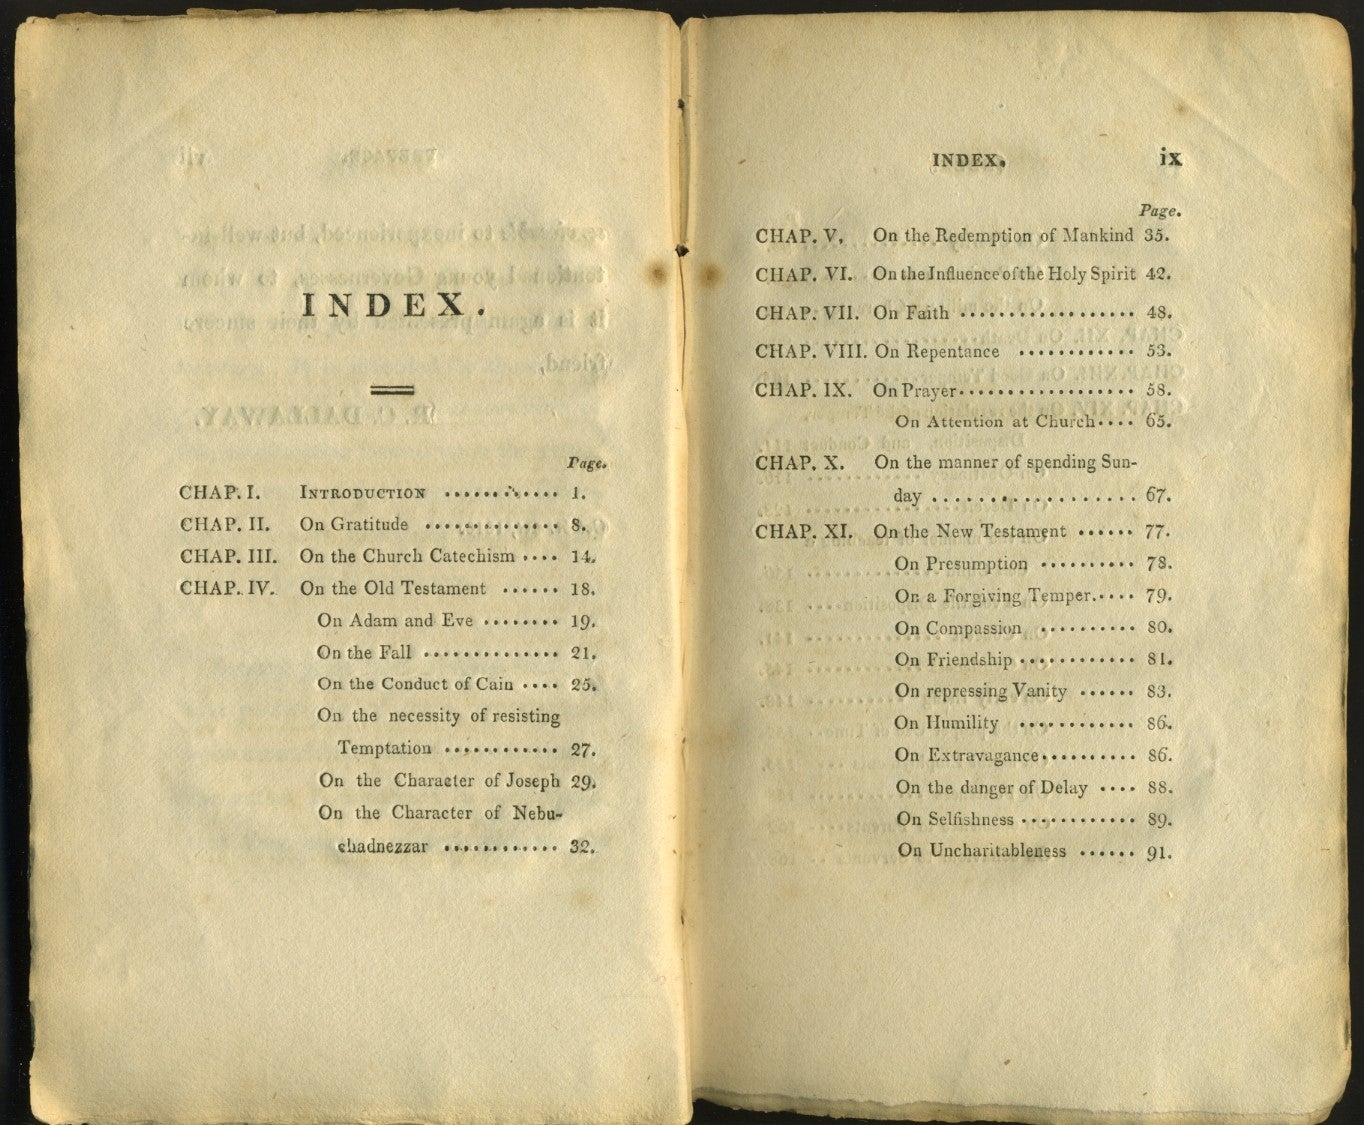 INDEX.
Page.
CHAP. I. INTRODUCTION ············ 1.
CHAP. II. On Gratitude ·············· 8.
CHAP. III. On the Church Catechism ···· 14.
CHAP. IV. On the Old Testament ······ 18.
On Adam and Eve ········ 19.
On the Fall ·············· 21.
On the Conduct of Cain ···· 25.
On the necessity of resisting
Temptation ············ 27.
On the Character of Joseph 29.
On the Character of Nebu-
chadnezzar ············ 32.
INDEX. ix
Page.
CHAP. V. On the Redemption of Mankind 35.
CHAP. VI. On the Influence of the Holy Spirit 42.
CHAP. VII. On Faith ·················· 48.
CHAP. VIII. On Repentance ············ 53.
CHAP. IX. On Prayer·················· 58.
On Attention at Church···· 65.
CHAP. X. On the manner of spending Sun-
day .................. 67.
CHAP. XI. On the New Testament ······ 77.
On Presumption ·········· 78.
On a Forgiving Temper.···· 79.
On Compassion ·········· 80.
On Friendship ············ 81.
On repressing Vanity ······ 83.
On Humility ············ 86.
On Extravagance·········· 86.
On the danger of Delay ···· 88.
On Selfishness ············ 89.
On Uncharitableness ······ 91.